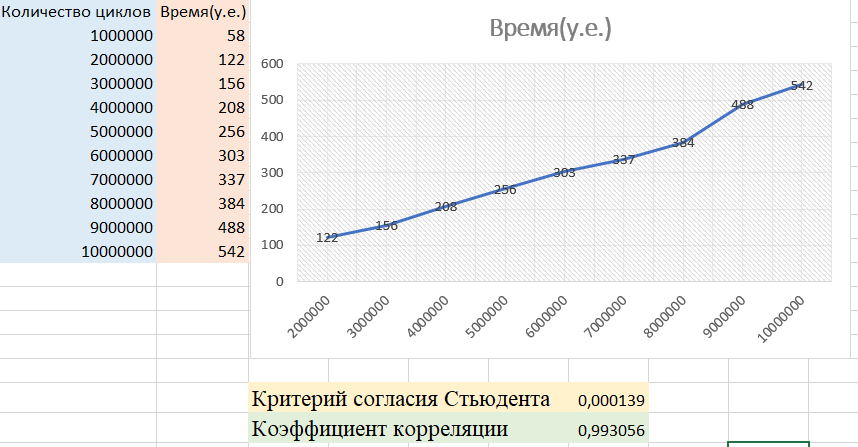 Количество циклов Время(у.е.)
1000000 58
2000000 122
3000000 156
4000000 208
5000000 256
6000000 303
7000000 337
8000000 384
9000000 488
10000000 542
Время(у.е.)
600
500
400
300
200
100
0
122 156 208 256 303 337 384 488 542
2000000 3000000 4000000 5000000 6000000 7000000 8000000 9000000 10000000
Критерий согласия Стьюдента 0,000139
Коэффициент корреляции 0,993056